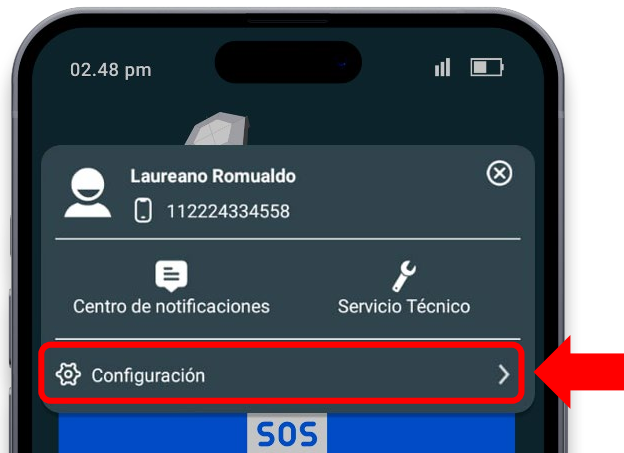 02.48 pm
Laureano Romualdo
112224334558
Centro de notificaciones
Servicio Técnico
Configuración
SOS